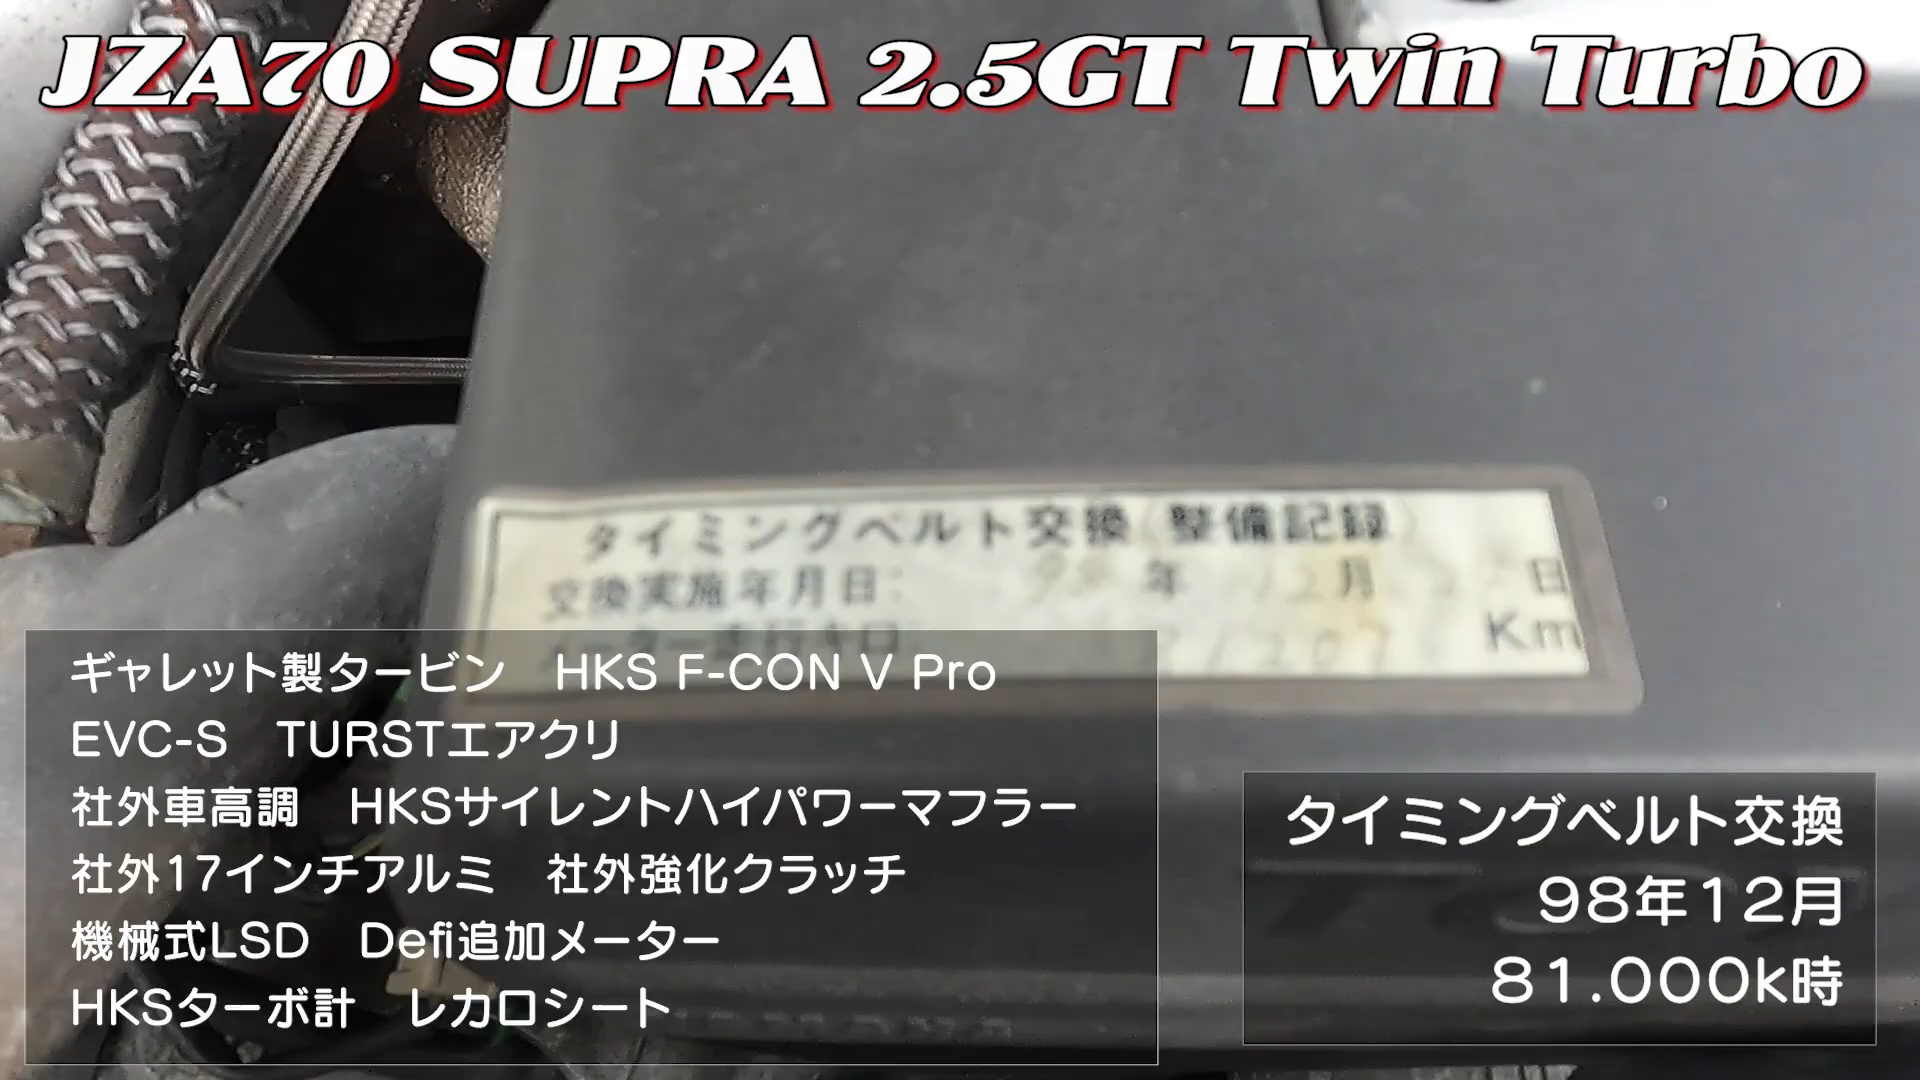 JZA70 SUPRA 2.5GT Twin Turbo
タイミングベルト交換(整備記録)
交換実施年月日: 98 年 12 月 日
Km
ギャレット製タービン　HKS F-CON V Pro
EVC-S　TURSTエアクリ
社外車高調　HKSサイレントハイパワーマフラー
社外17インチアルミ　社外強化クラッチ
機械式LSD　Defi追加メーター
HKSターボ計　レカロシート
タイミングベルト交換
98年12月
81.000k時